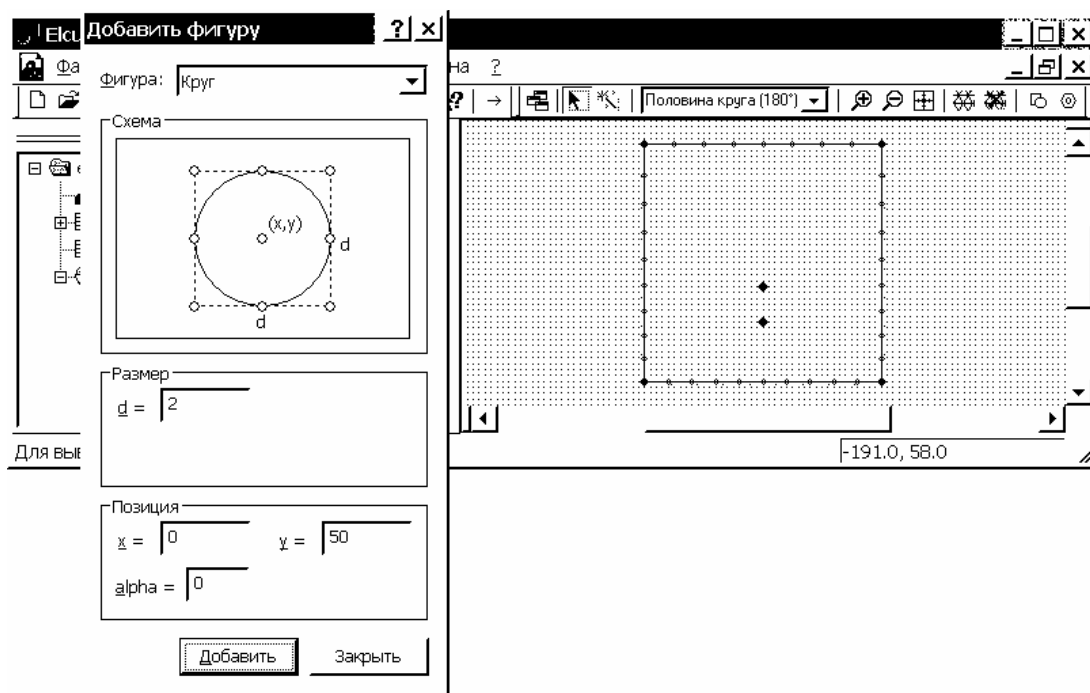 Elcu
Добавить фигуру
Фа
на ?
Фигура: Круг
Половина круга (180°)
Схема
(x,y)
d
d
Размер
d = 2
Для выв
-191.0, 58.0
Позиция
x = 0 y = 50
alpha = 0
Добавить Закрыть